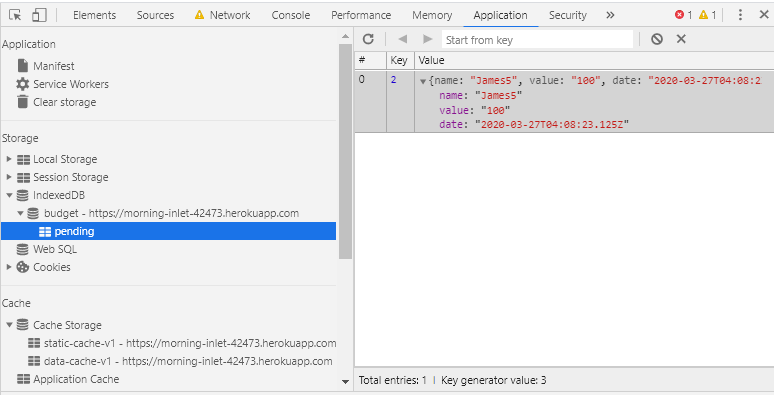 Elements Sources Network Console Performance Memory Application Security » 1 1
Application
Manifest
Service Workers
Clear storage
Storage
Local Storage
Session Storage
IndexedDB
budget - https://morning-inlet-42473.herokuapp.com
pending
Web SQL
Cookies
Cache
Cache Storage
static-cache-v1 - https://morning-inlet-42473.herokuapp.com
data-cache-v1 - https://morning-inlet-42473.herokuapp.com
Application Cache
Start from key
# Key Value
0 2 {name: "James5", value: "100", date: "2020-03-27T04:08:2
name: "James5"
value: "100"
date: "2020-03-27T04:08:23.125Z"
Total entries: 1 | Key generator value: 3